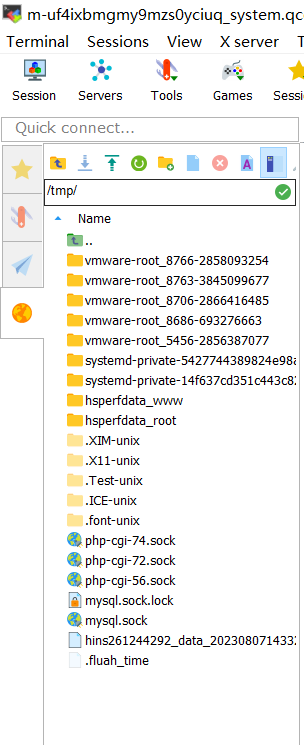 m-uf4ixbmgmy9mzs0yciuq_system.qc
Terminal Sessions View X server T
Session Servers Tools Games Sessi
Quick connect...
/tmp/
Name
..
vmware-root_8766-2858093254
vmware-root_8763-3845099677
vmware-root_8706-2866416485
vmware-root_8686-693276663
vmware-root_5456-2856387077
systemd-private-5427744389824e98a
systemd-private-14f637cd351c443c82
hsperfdata_www
hsperfdata_root
.XIM-unix
.X11-unix
.Test-unix
.ICE-unix
.font-unix
php-cgi-74.sock
php-cgi-72.sock
php-cgi-56.sock
mysql.sock.lock
mysql.sock
hins261244292_data_20230807143332
.fluah_time